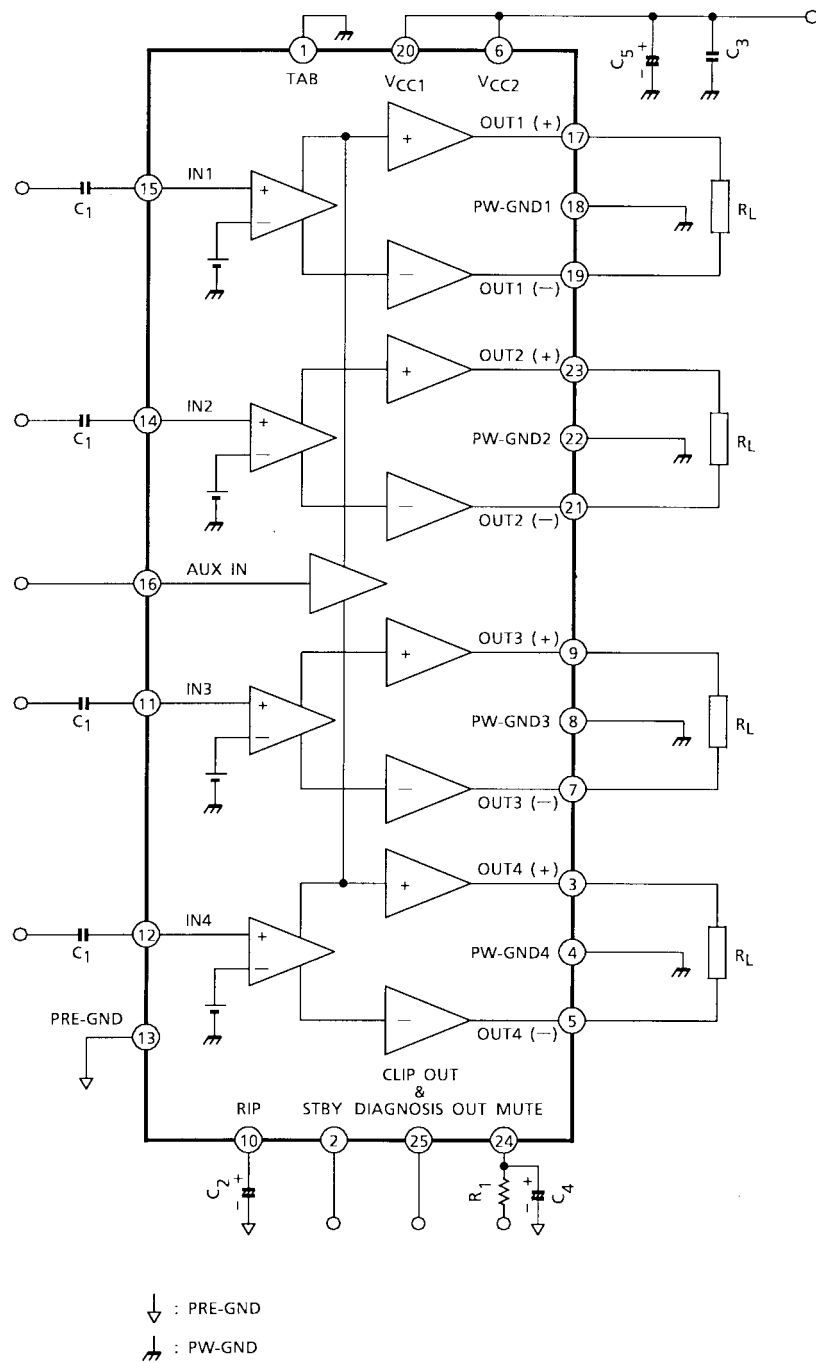 1 20 6
TAB VCC1 VCC2
C5 + −
C3
OUT1 (+) 17
+
15 IN1
C1
+
−
PW-GND1 18
RL
−
19
OUT1 (−)
OUT2 (+)
23
+
14 IN2
C1
+
−
PW-GND2 22
RL
−
21
OUT2 (−)
16 AUX IN
OUT3 (+)
9
+
11 IN3
C1
+
−
PW-GND3 8
RL
−
7
OUT3 (−)
OUT4 (+)
3
+
12 IN4
C1
+
−
PW-GND4 4
RL
PRE-GND
13
−
5
OUT4 (−)
CLIP OUT
&
RIP STBY DIAGNOSIS OUT MUTE
10 2 25 24
C2 + −
R1
+ − C4
: PRE-GND
: PW-GND